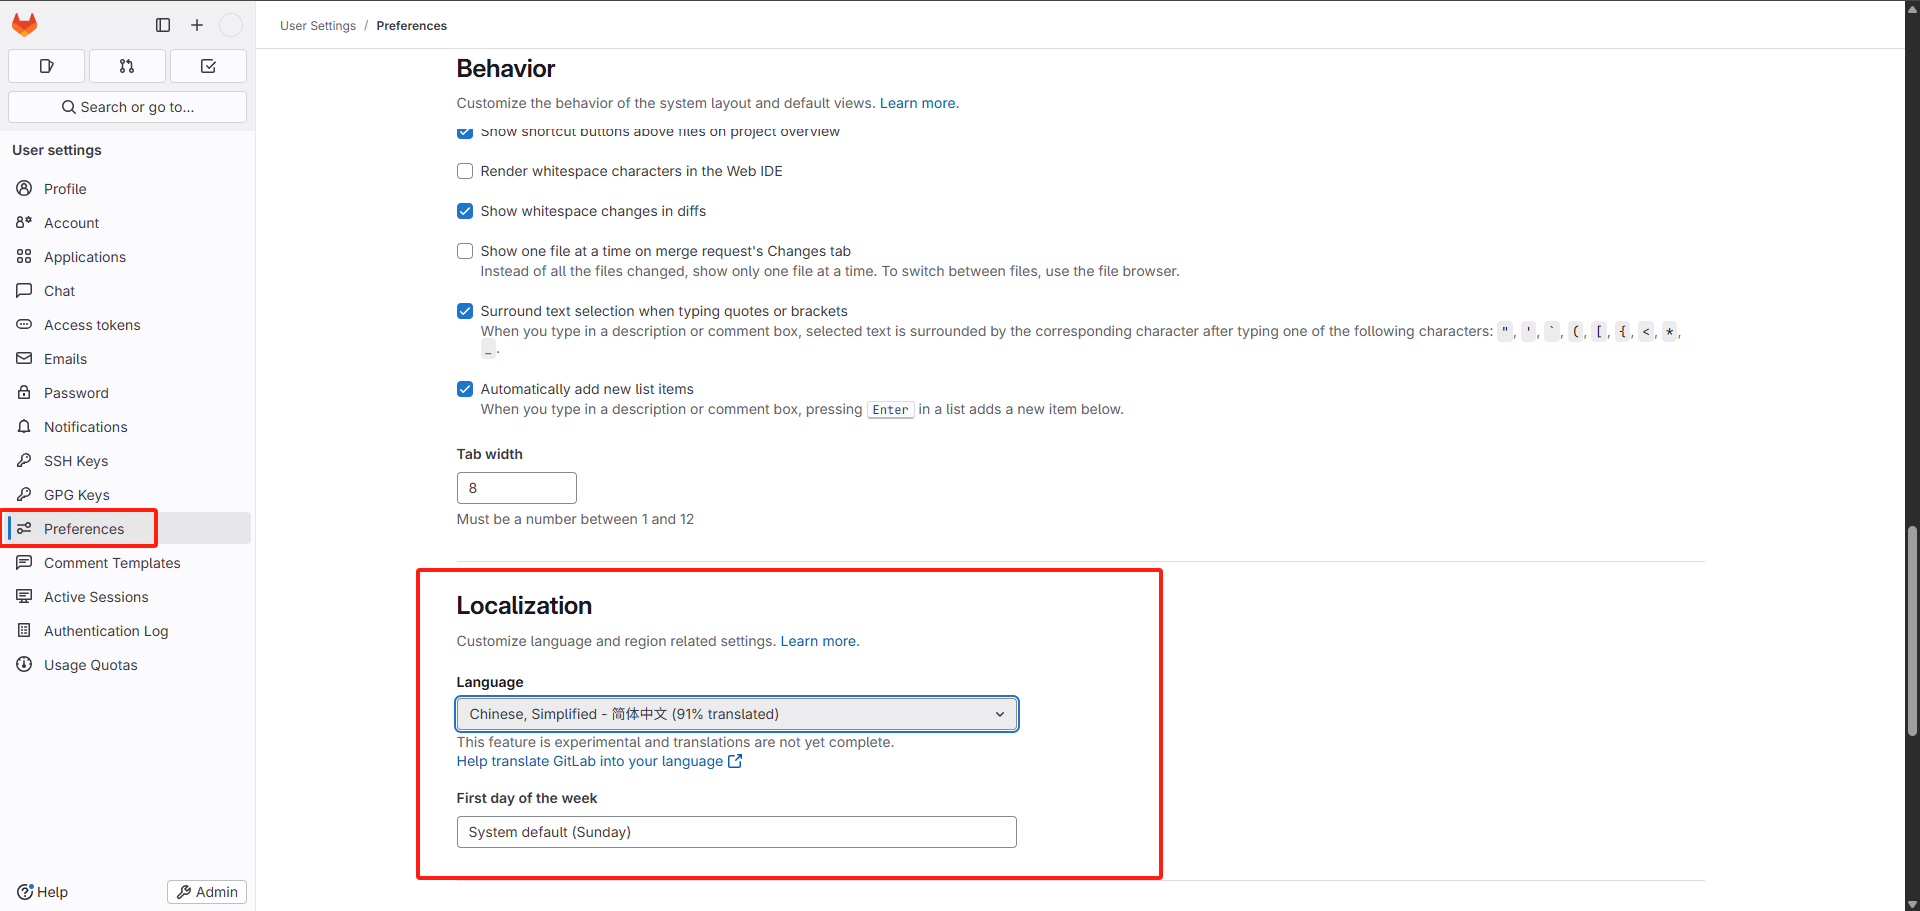 Search or go to...
User settings
Profile
Account
Applications
Chat
Access tokens
Emails
Password
Notifications
SSH Keys
GPG Keys
Preferences
Comment Templates
Active Sessions
Authentication Log
Usage Quotas
Help
Admin
User Settings / Preferences
Behavior
Customize the behavior of the system layout and default views. Learn more.
Show shortcut buttons above files on project overview
Render whitespace characters in the Web IDE
Show whitespace changes in diffs
Show one file at a time on merge request's Changes tab
Instead of all the files changed, show only one file at a time. To switch between files, use the file browser.
Surround text selection when typing quotes or brackets
When you type in a description or comment box, selected text is surrounded by the corresponding character after typing one of the following characters: ", ', `, (, [, {, <, *,
_.
Automatically add new list items
When you type in a description or comment box, pressing Enter in a list adds a new item below.
Tab width
8
Must be a number between 1 and 12
Localization
Customize language and region related settings. Learn more.
Language
Chinese, Simplified - 简体中文 (91% translated)
This feature is experimental and translations are not yet complete.
Help translate GitLab into your language
First day of the week
System default (Sunday)